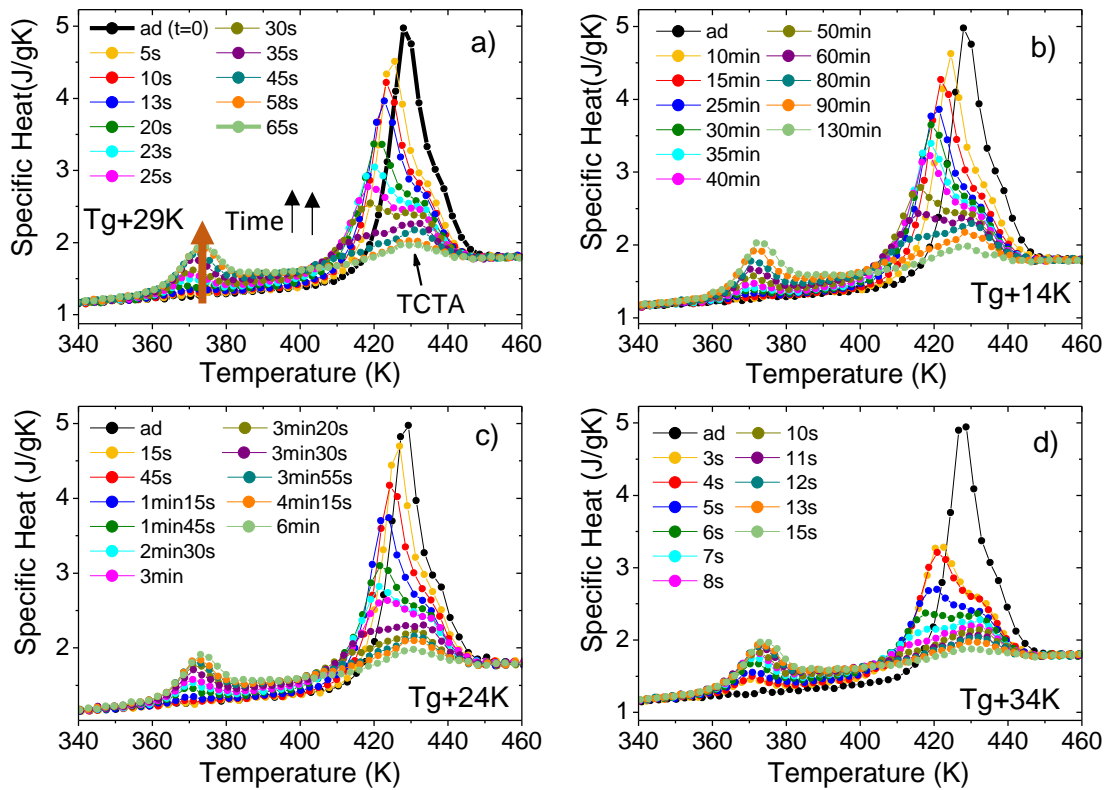 a)
Specific Heat(J/gK)
5
4
3
2
1
ad (t=0)
5s
10s
13s
20s
23s
25s
30s
35s
45s
58s
65s
Tg+29K
Time
TCTA
340 360 380 400 420 440 460
Temperature (K)
b)
Specific Heat(J/gK)
5
4
3
2
1
ad
10min
15min
25min
30min
35min
40min
50min
60min
80min
90min
130min
Tg+14K
340 360 380 400 420 440 460
Temperature (K)
c)
Specific Heat (J/gK)
5
4
3
2
1
ad
15s
45s
1min15s
1min45s
2min30s
3min
3min20s
3min30s
3min55s
4min15s
6min
Tg+24K
340 360 380 400 420 440 460
Temperature (K)
d)
Specific Heat (J/gK)
5
4
3
2
1
ad
3s
4s
5s
6s
7s
8s
10s
11s
12s
13s
15s
Tg+34K
340 360 380 400 420 440 460
Temperature (K)